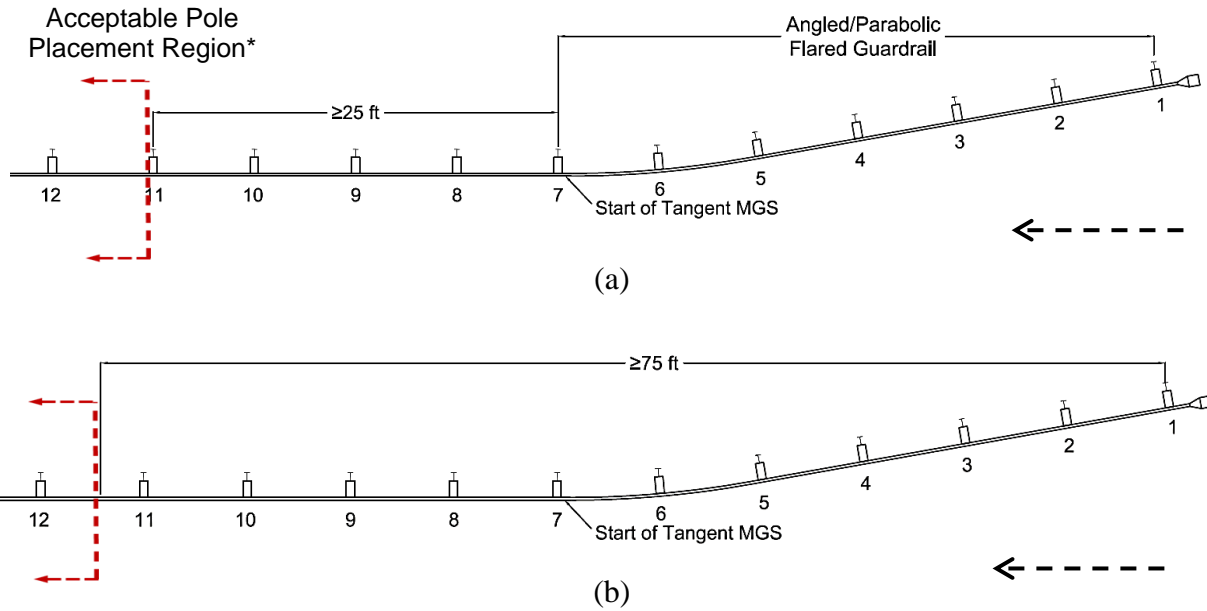 Acceptable Pole
Placement Region*
Angled/Parabolic
Flared Guardrail
≥25 ft
12
11
10
9
8
7
6
5
4
3
2
1
Start of Tangent MGS
(a)
≥75 ft
12
11
10
9
8
7
6
5
4
3
2
1
Start of Tangent MGS
(b)